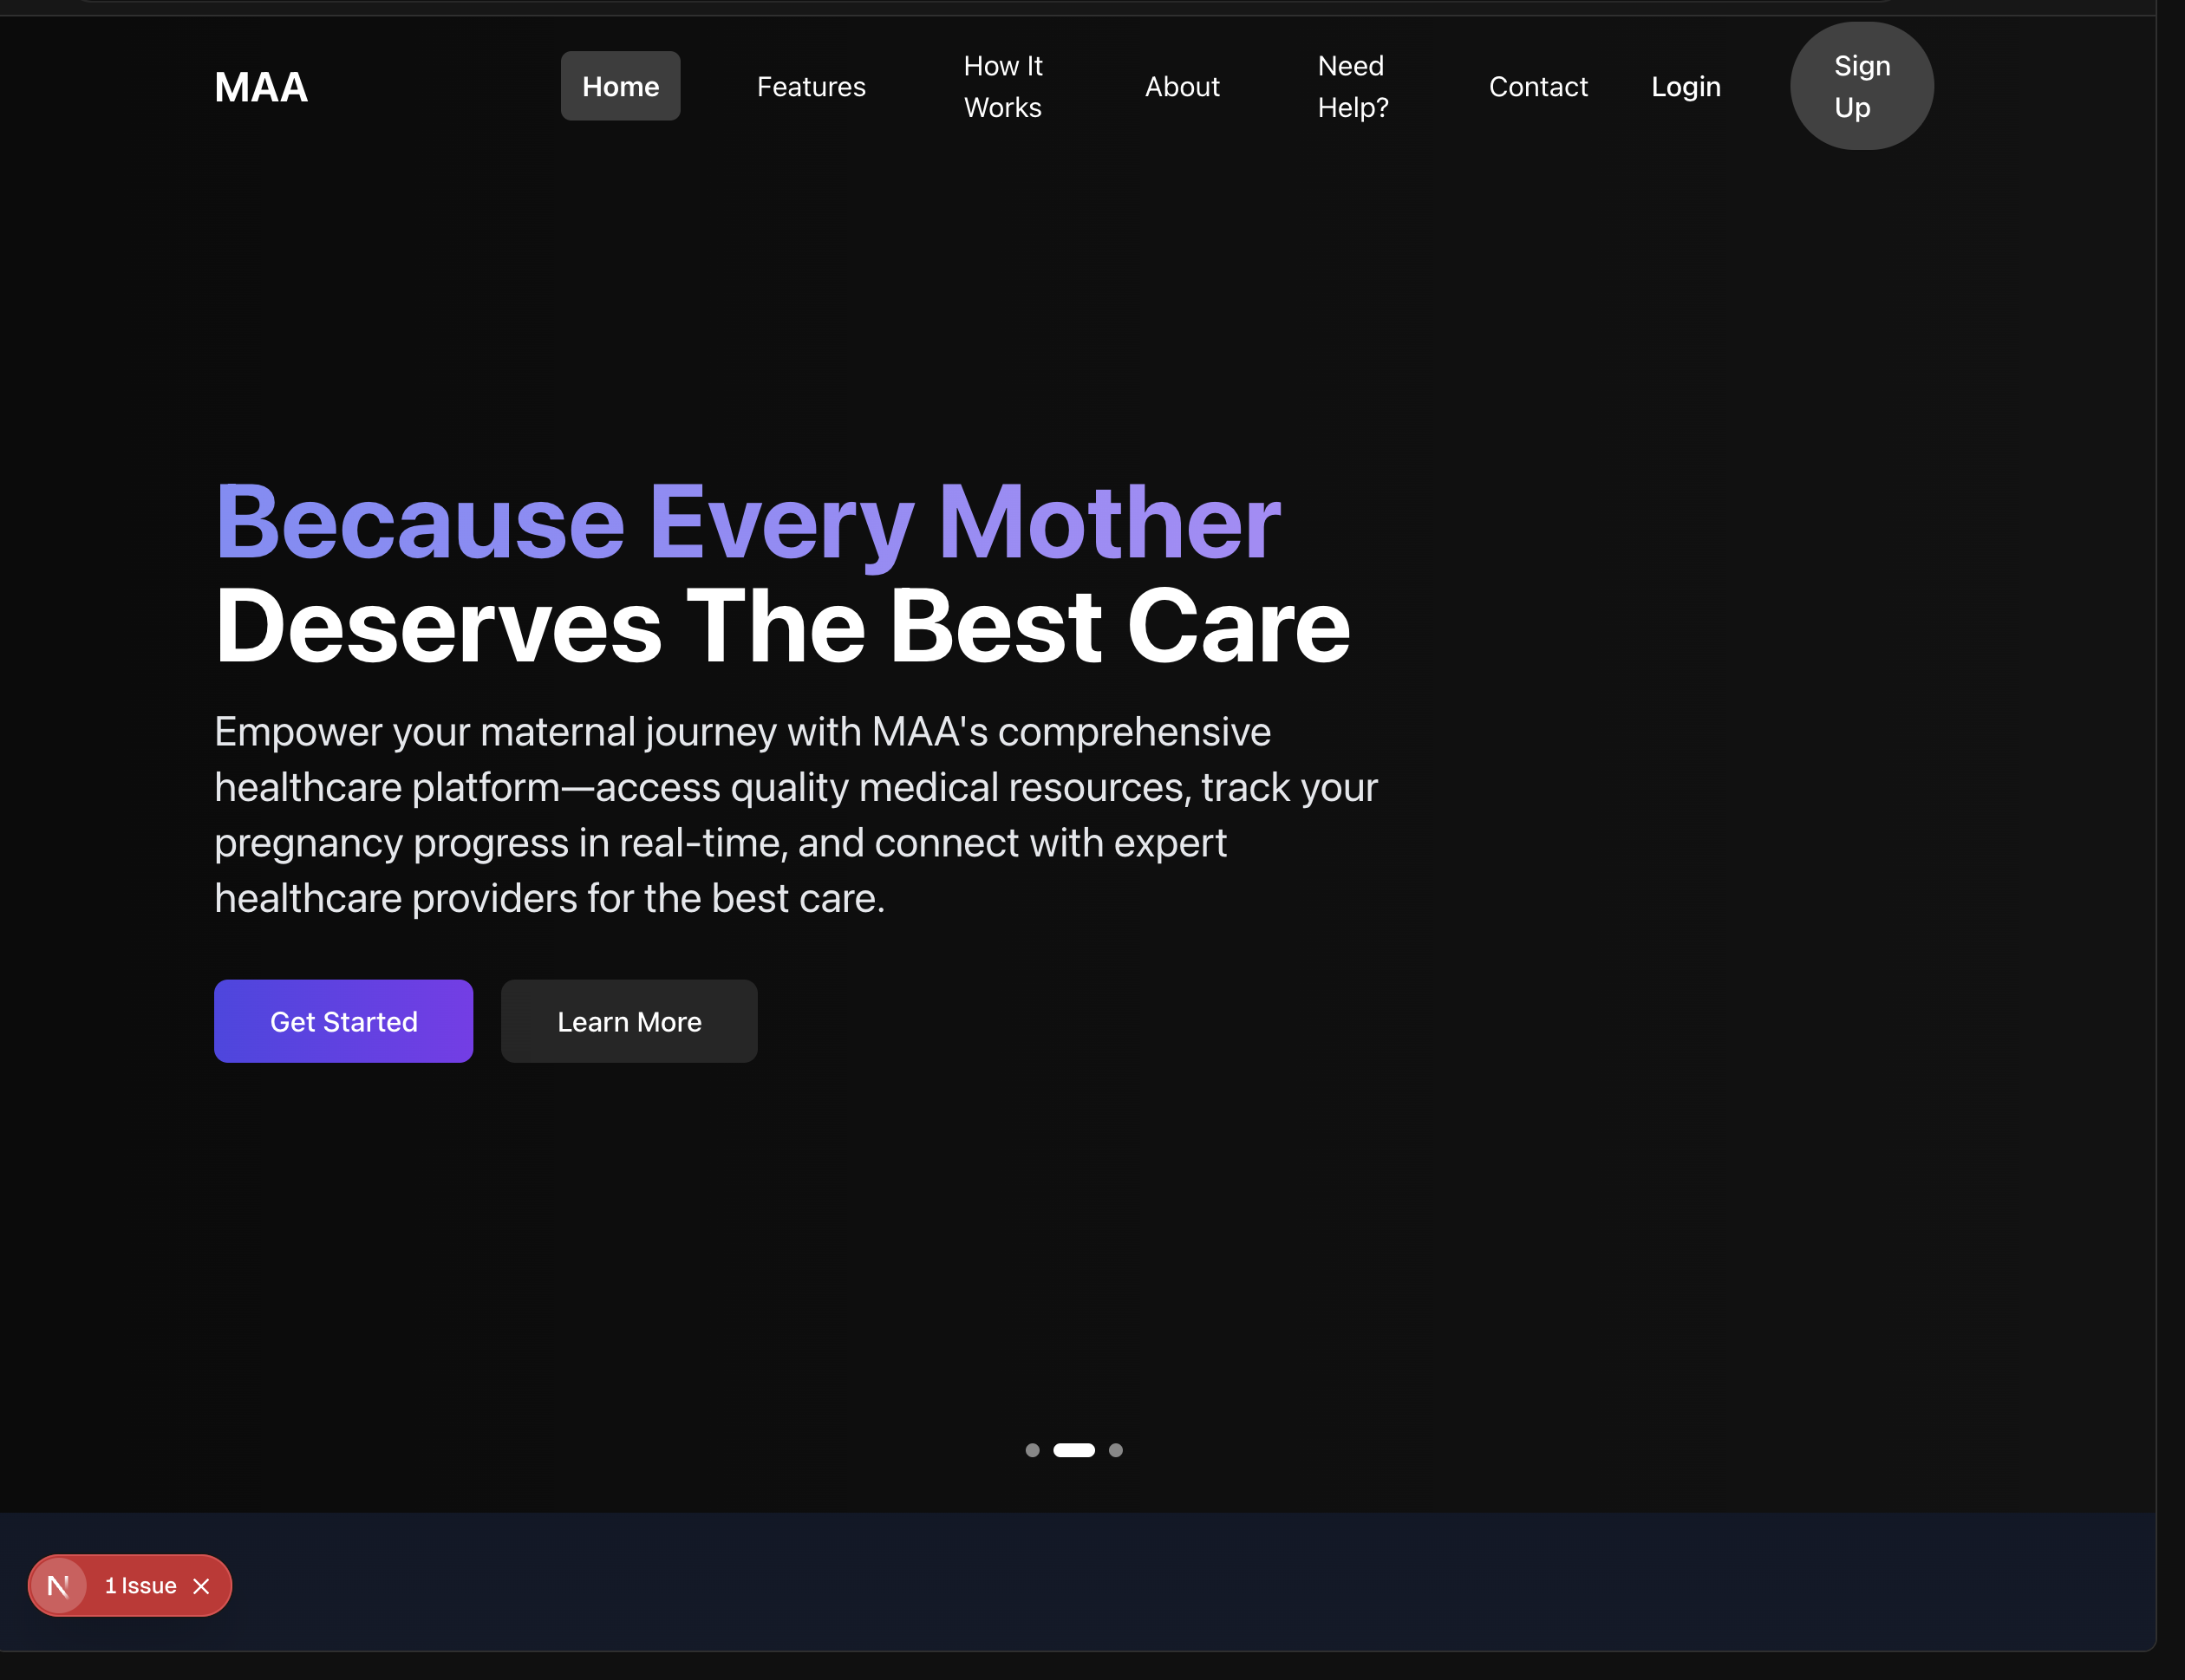 MAA
Home
Features
How It
Works
About
Need
Help?
Contact
Login
Sign
Up
Because Every Mother
Deserves The Best Care
Empower your maternal journey with MAA's comprehensive
healthcare platform—access quality medical resources, track your
pregnancy progress in real-time, and connect with expert
healthcare providers for the best care.
Get Started
Learn More
N
1 Issue